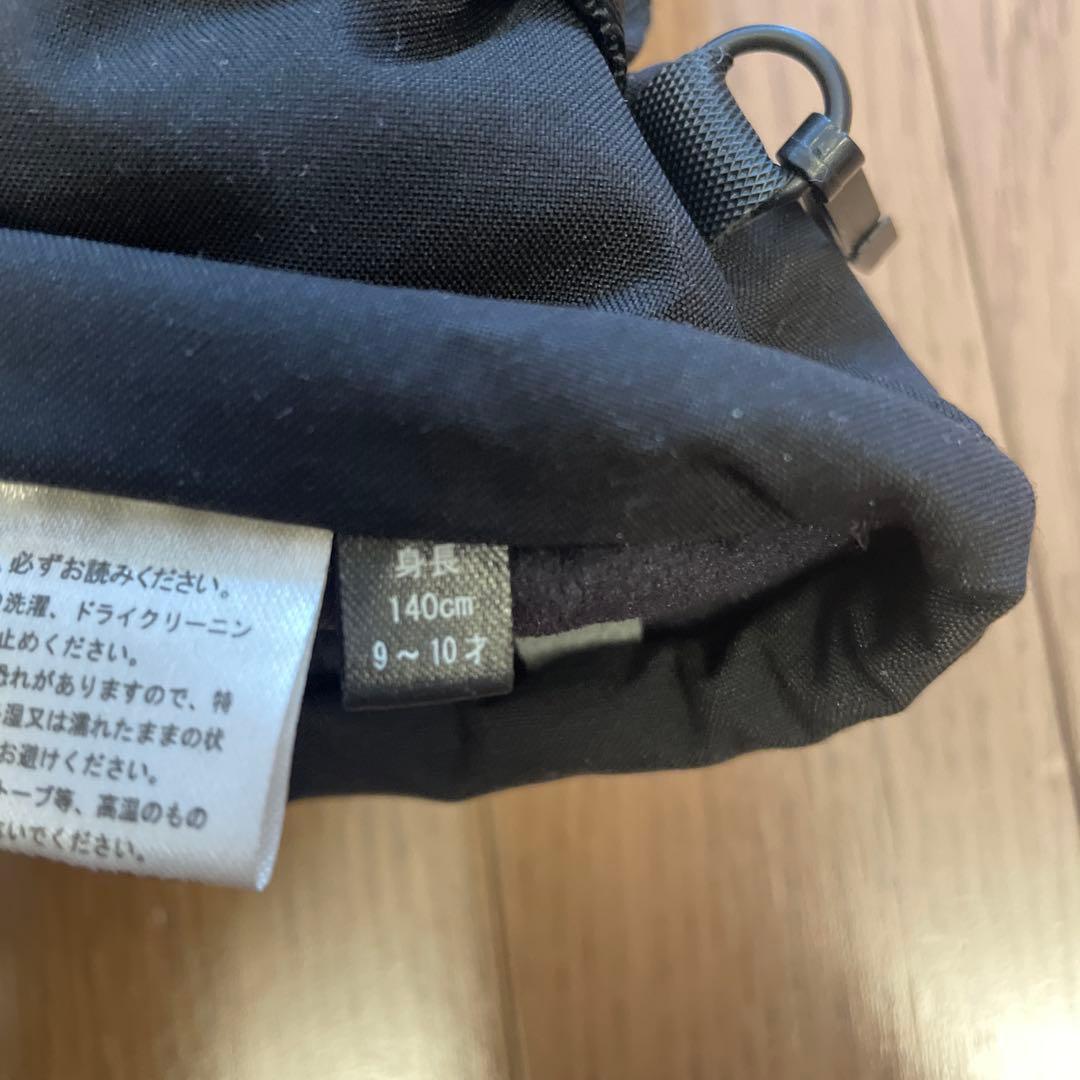 必ずお読みください。
洗濯、ドライクリーニン
止めください。
恐れがありますので、特
湿又は濡れたままの状
お避けください。
トーブ等、高温のもの
いでください。
身長
140cm
9～10才